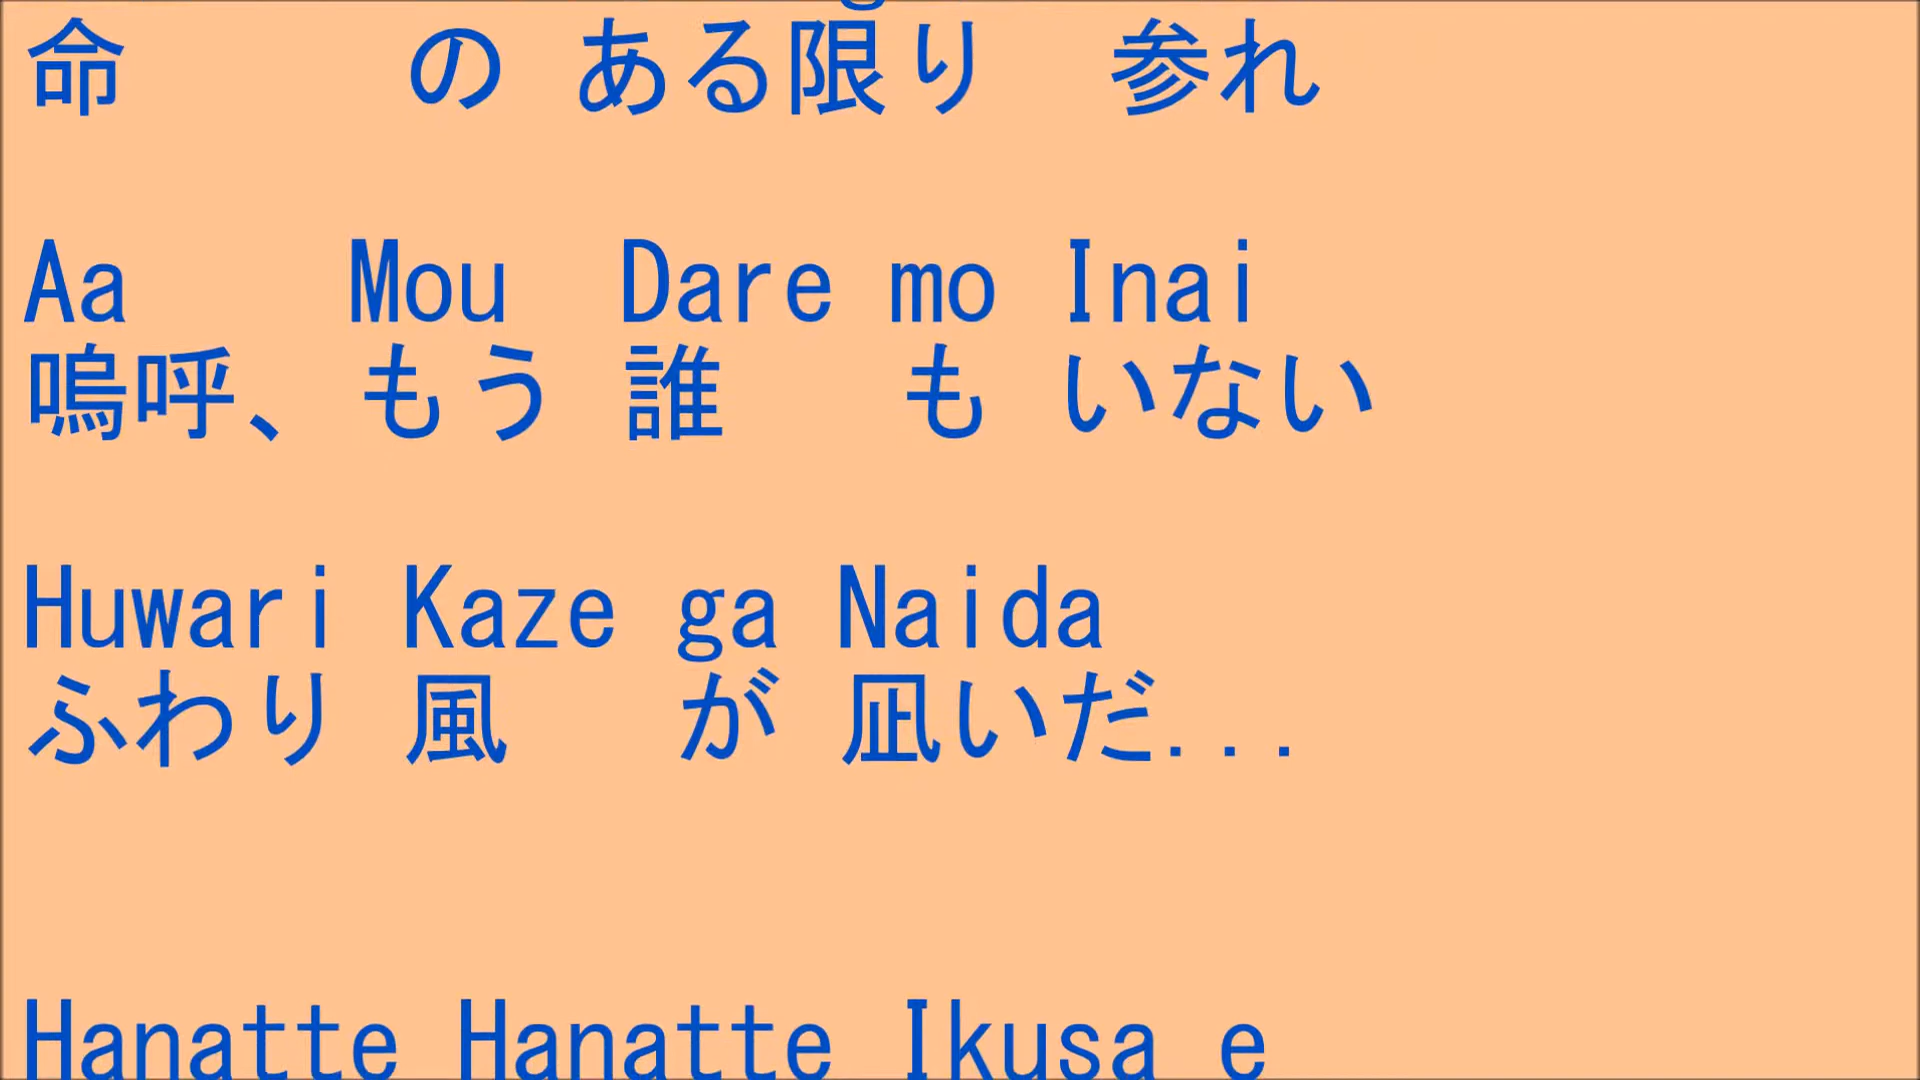 命 の ある限り 参れ
Aa Mou Dare mo Inai
嗚呼、もう 誰 も いない
Huwari Kaze ga Naida
ふわり 風 が 凪いだ...
Hanatte Hanatte Ikusa e